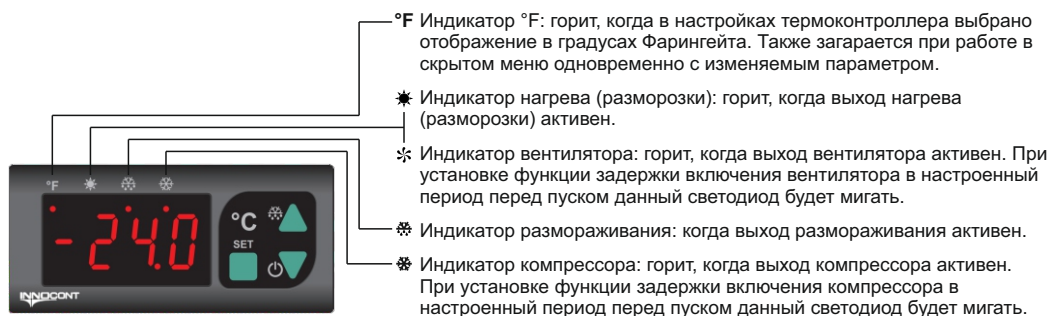 °F Индикатор °F: горит, когда в настройках термоконтроллера выбрано
отображение в градусах Фарингейта. Также загарается при работе в
скрытом меню одновременно с изменяемым параметром.
Индикатор нагрева (разморозки): горит, когда выход нагрева
(разморозки) активен.
Индикатор вентилятора: горит, когда выход вентилятора активен. При
установке функции задержки включения вентилятора в настроенный
период перед пуском данный светодиод будет мигать.
Индикатор размораживания: когда выход размораживания активен.
Индикатор компрессора: горит, когда выход компрессора активен.
При установке функции задержки включения компрессора в
настроенный период перед пуском данный светодиод будет мигать.
°F
-24.0
°C
SET
INNOCONT